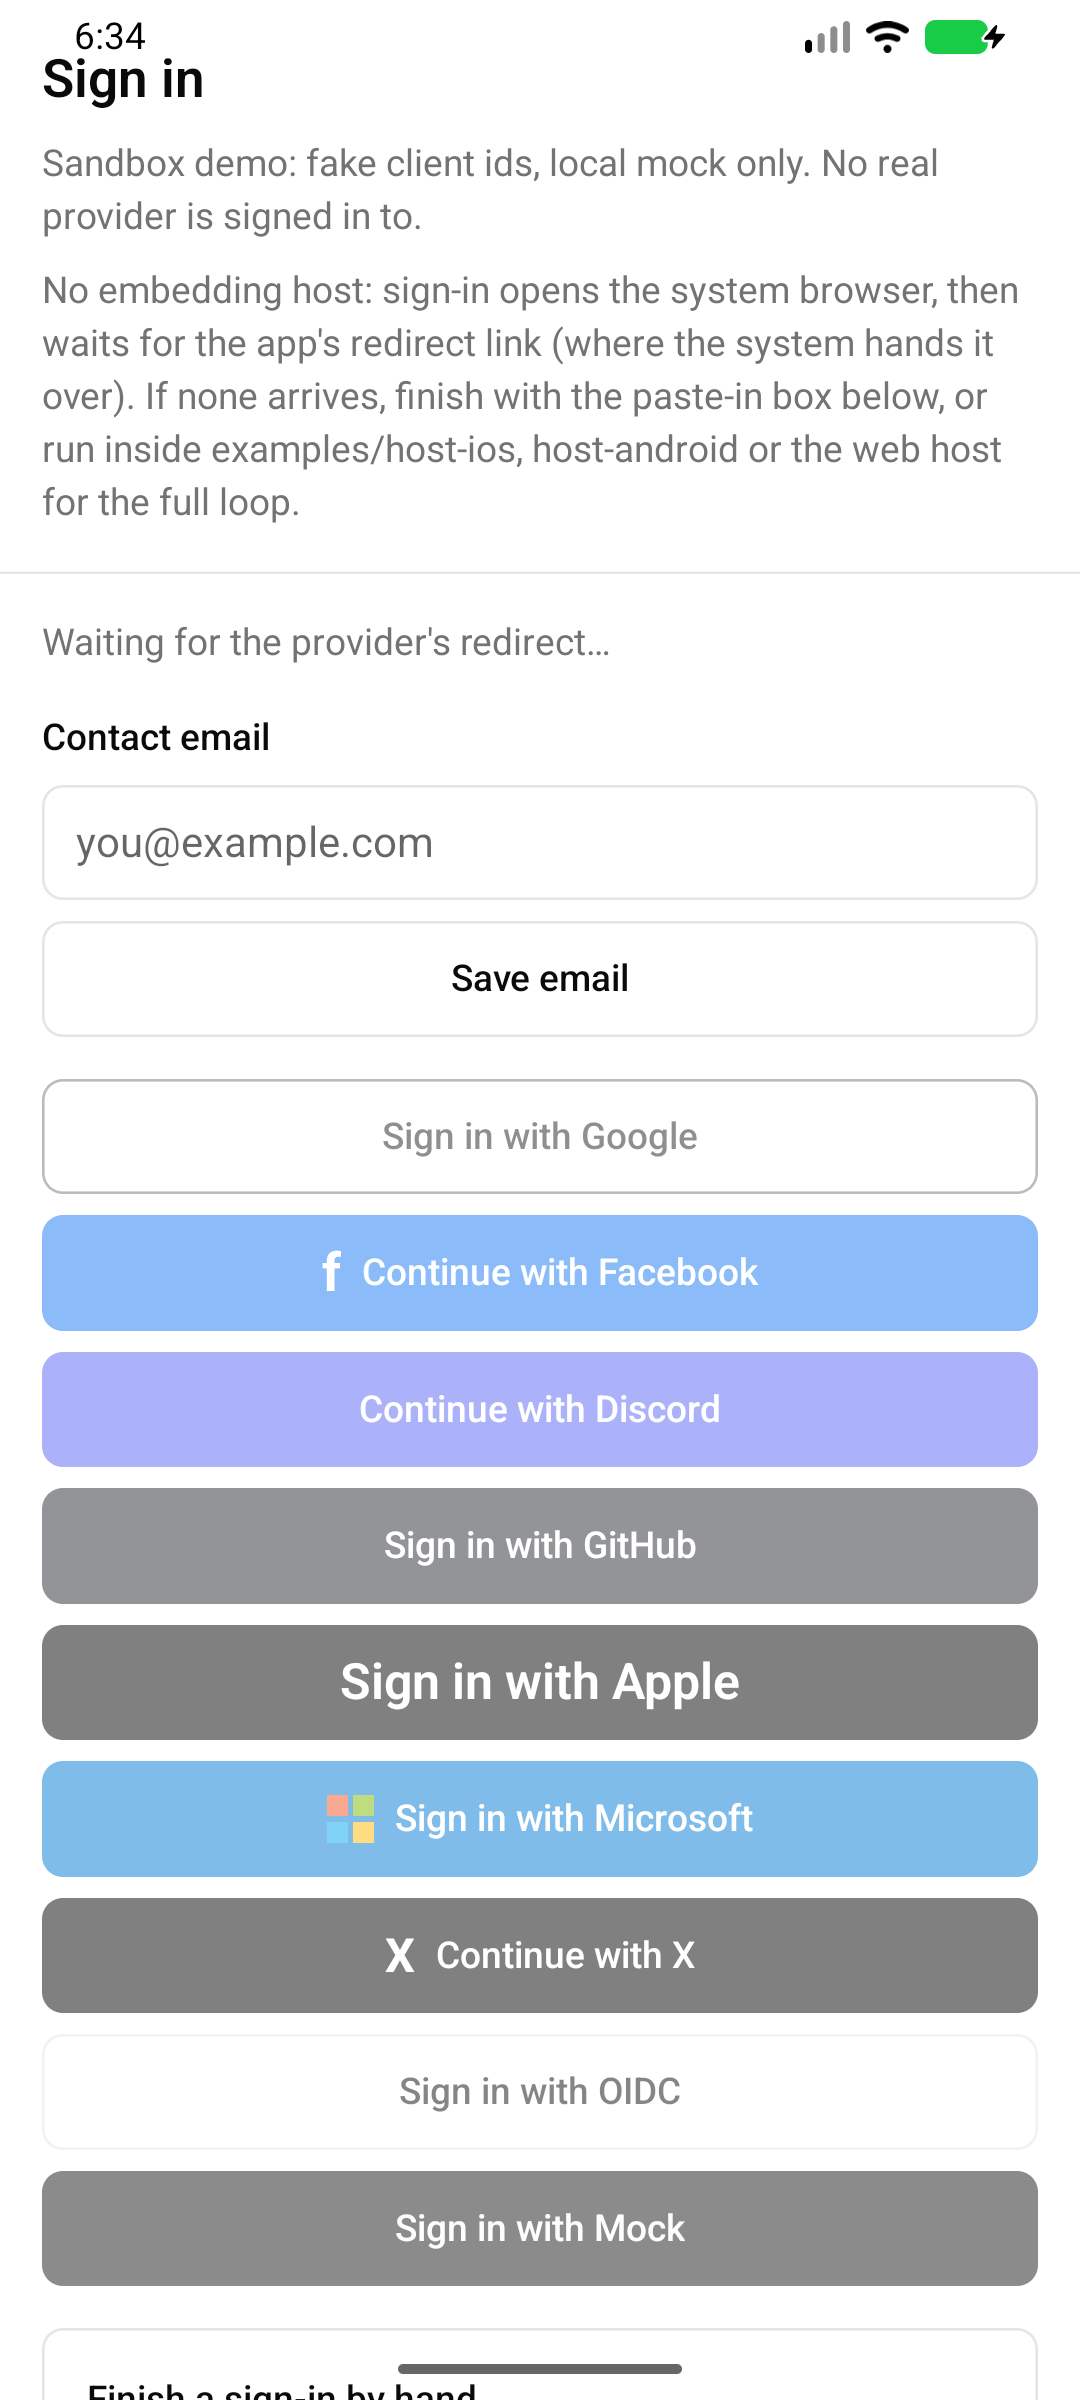 6:34
Sign in
Sandbox demo: fake client ids, local mock only. No real
provider is signed in to.
No embedding host: sign-in opens the system browser, then
waits for the app's redirect link (where the system hands it
over). If none arrives, finish with the paste-in box below, or
run inside examples/host-ios, host-android or the web host
for the full loop.
Waiting for the provider's redirect…
Contact email
you@example.com
Save email
Sign in with Google
f Continue with Facebook
Continue with Discord
Sign in with GitHub
Sign in with Apple
Sign in with Microsoft
X Continue with X
Sign in with OIDC
Sign in with Mock
Finish a sign-in by hand